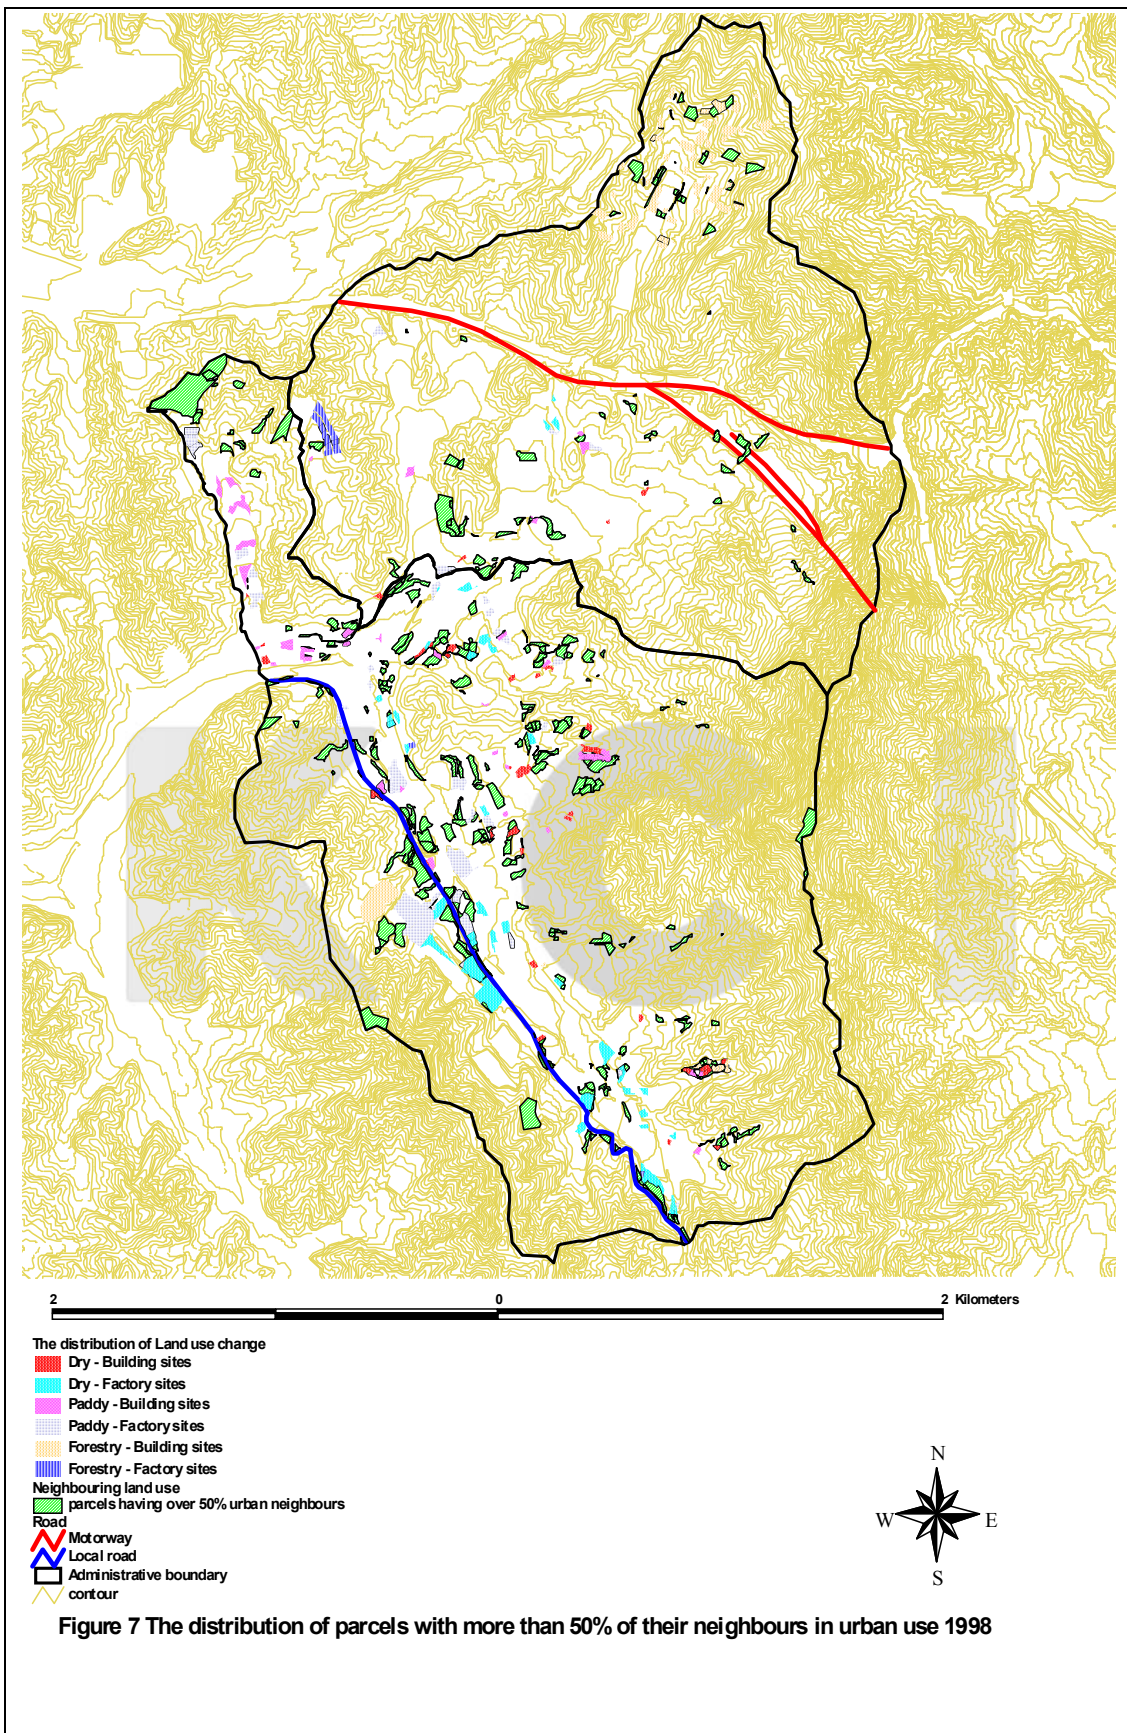 2 0 2 Kilometers
The distribution of Land use change
Dry - Building sites
Dry - Factory sites
Paddy - Building sites
Paddy - Factory sites
Forestry - Building sites
Forestry - Factory sites
Neighbouring land use
parcels having over 50% urban neighbours
Road
Motorway
Local road
Administrative boundary
contour
N
W E
S
Figure 7 The distribution of parcels with more than 50% of their neighbours in urban use 1998